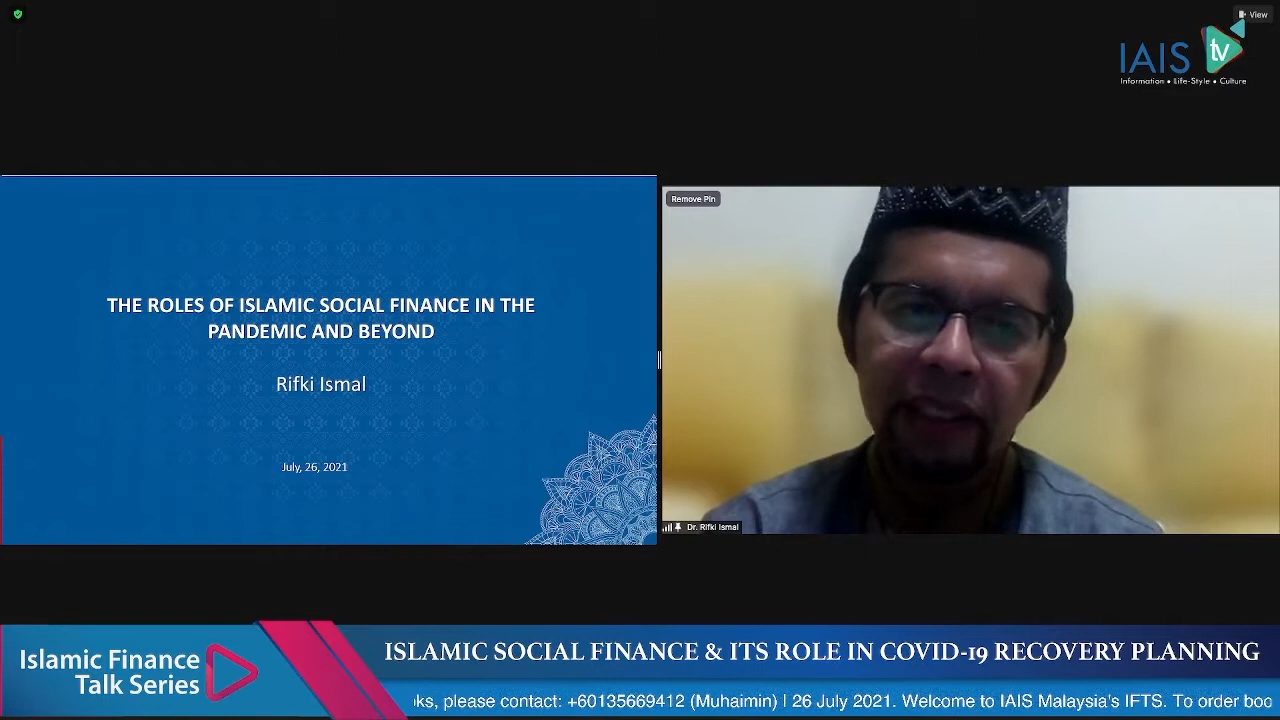 View
IAIS tv
Information • Life-Style • Culture
Remove Pin
THE ROLES OF ISLAMIC SOCIAL FINANCE IN THE
PANDEMIC AND BEYOND
Rifki Ismal
July, 26, 2021
Dr. Rifki Ismal
Islamic Finance
Talk Series
ISLAMIC SOCIAL FINANCE & ITS ROLE IN COVID-19 RECOVERY PLANNING
please contact: +60135669412 (Muhaimin) | 26 July 2021. Welcome to IAIS Malaysia's IFTS. To order